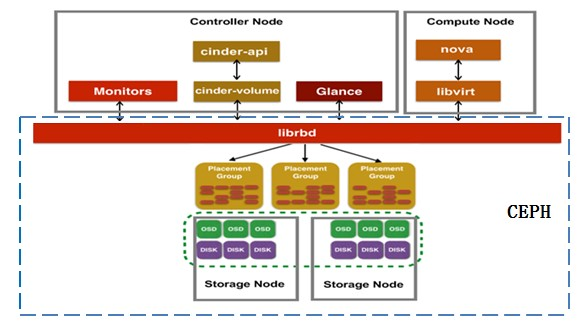 Controller Node
Compute Node
cinder-api
nova
Monitors
cinder-volume
Glance
libvirt
librbd
Placement
Group
Placement
Group
Placement
Group
CEPH
OSD OSD OSD OSD OSD OSD
DISK DISK DISK DISK DISK DISK
Storage Node
Storage Node